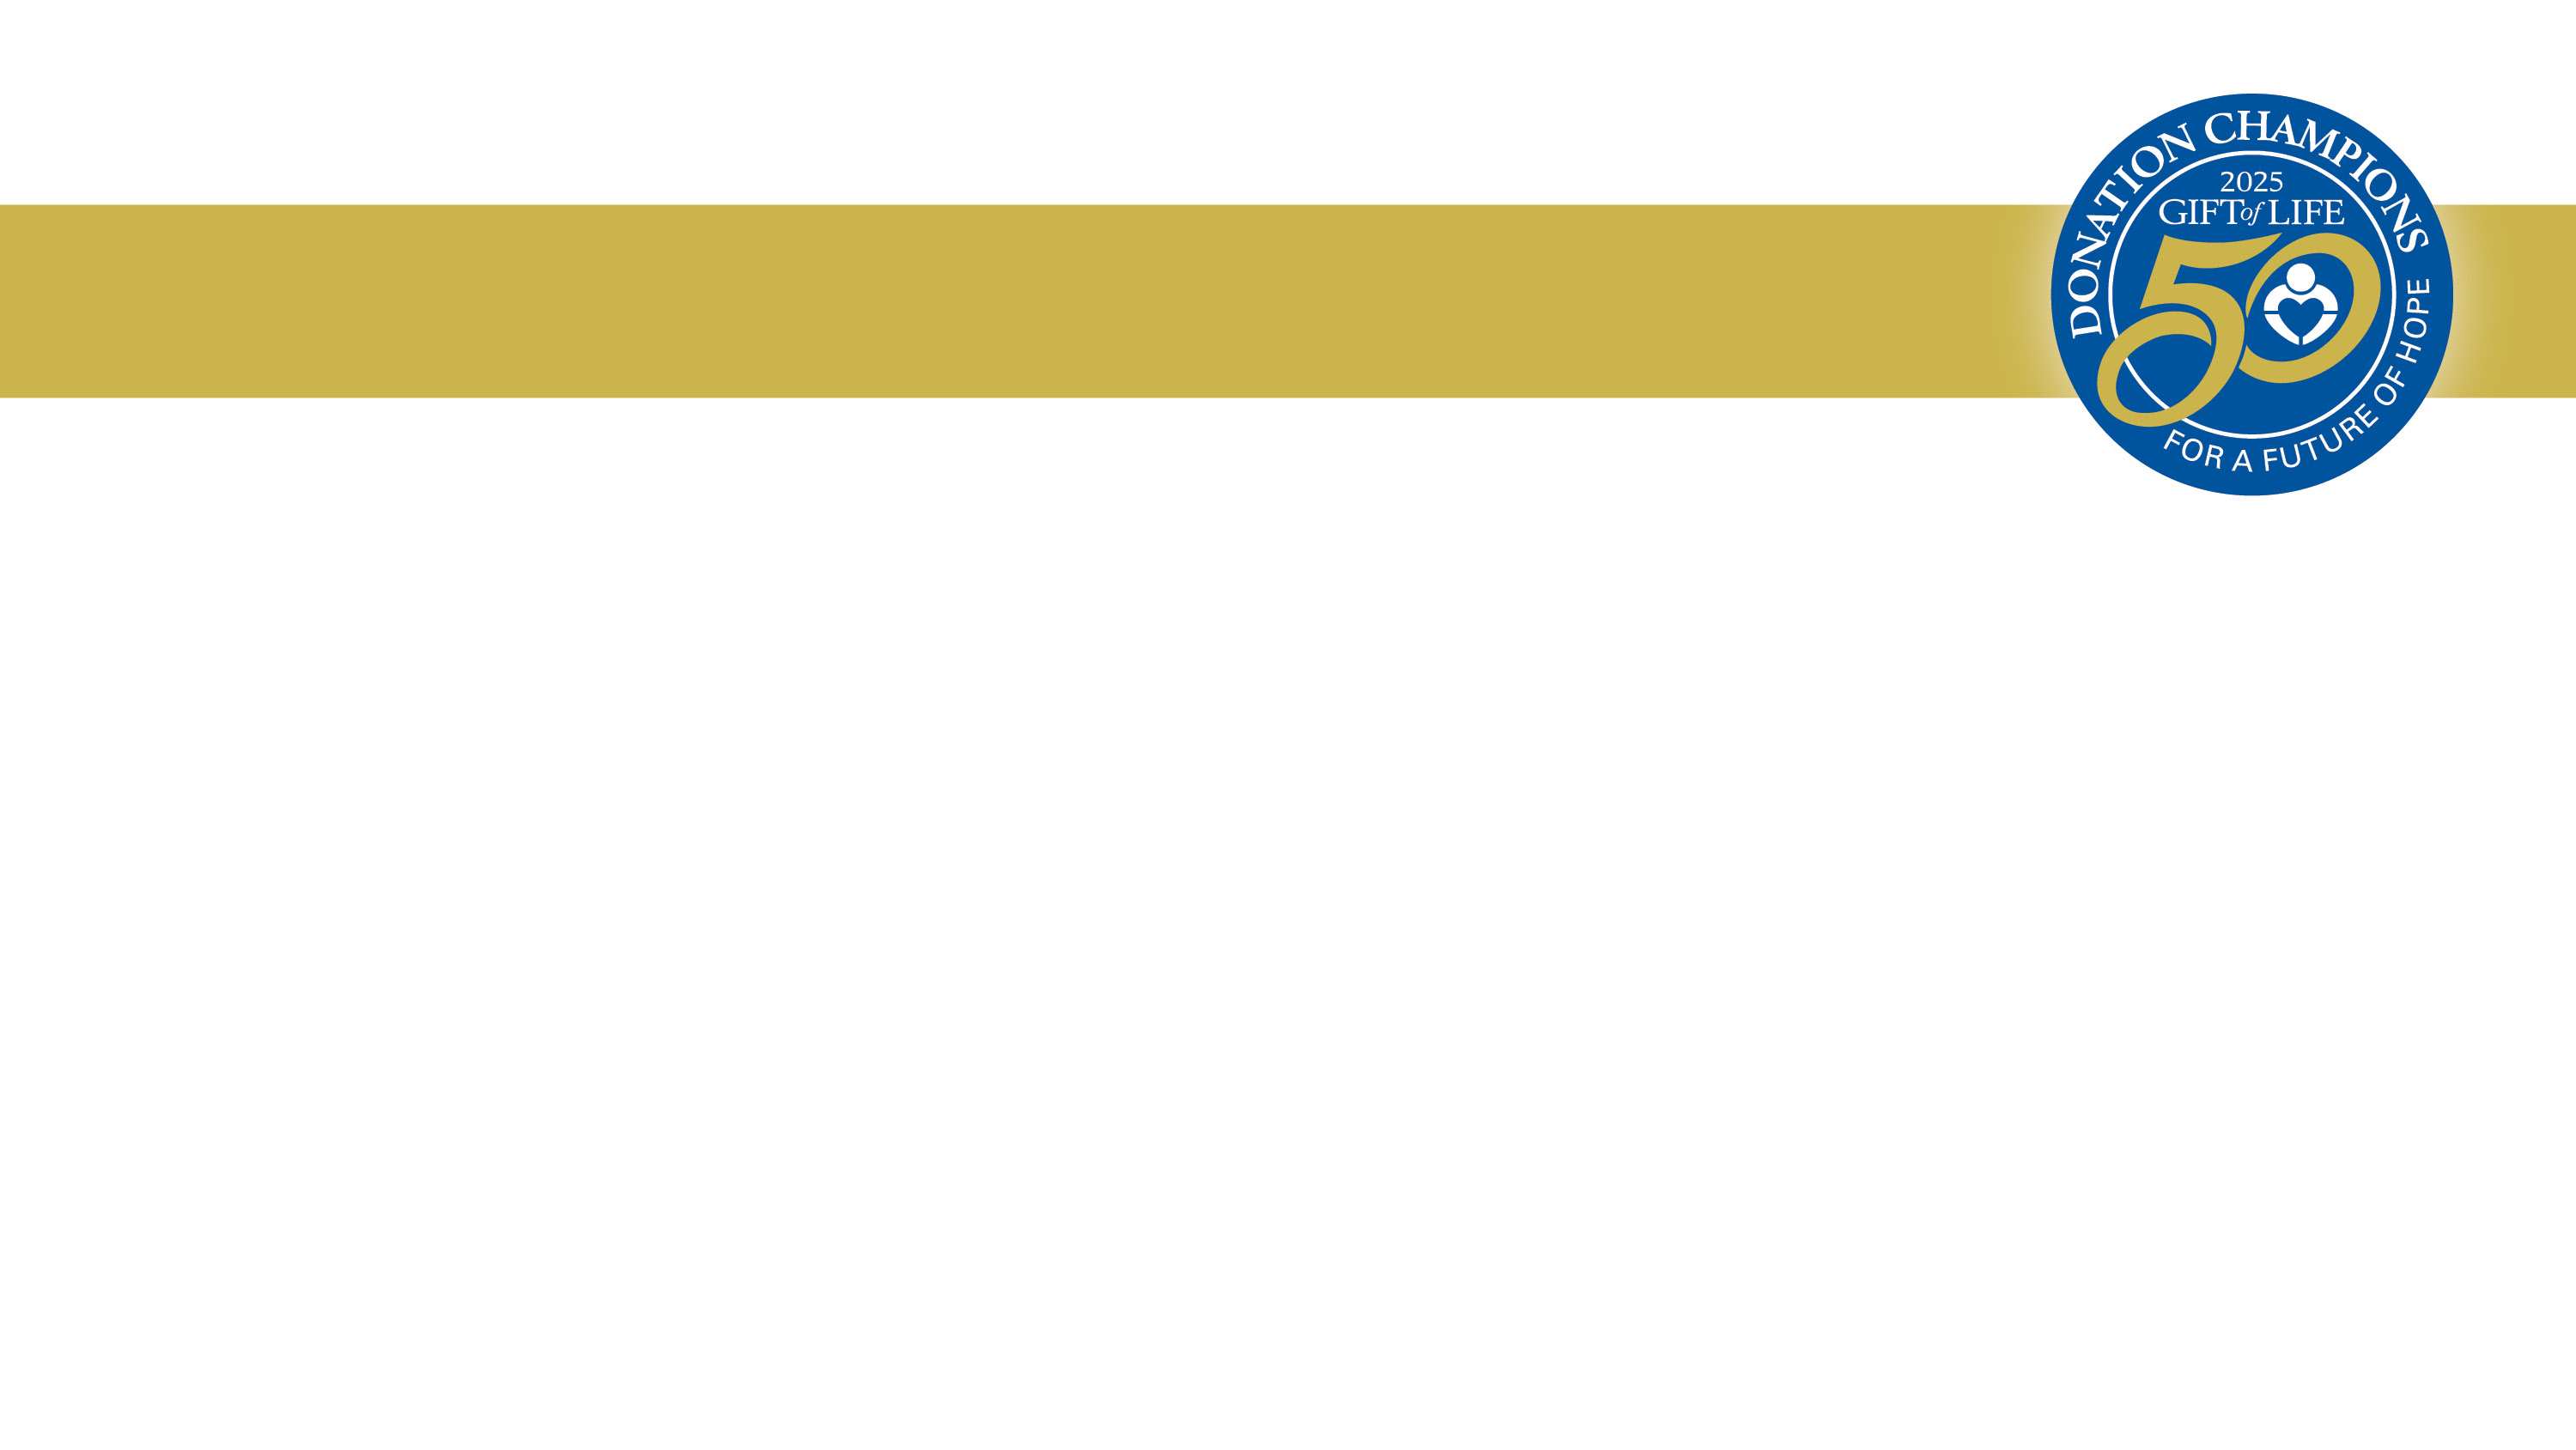 DONATION CHAMPIONS
2025
GIFT of LIFE
50
FOR A FUTURE OF HOPE